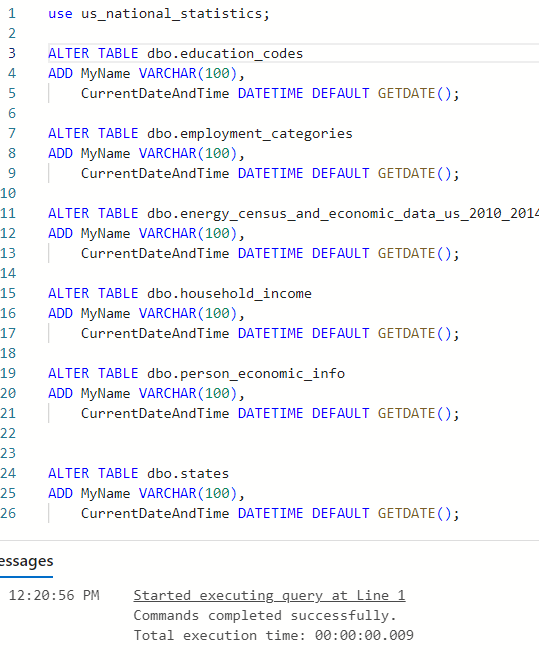 1 use us_national_statistics;
2
3 ALTER TABLE dbo.education_codes
4 ADD MyName VARCHAR(100),
5 CurrentDateAndTime DATETIME DEFAULT GETDATE();
6
7 ALTER TABLE dbo.employment_categories
8 ADD MyName VARCHAR(100),
9 CurrentDateAndTime DATETIME DEFAULT GETDATE();
10
11 ALTER TABLE dbo.energy_census_and_economic_data_us_2010_2014
12 ADD MyName VARCHAR(100),
13 CurrentDateAndTime DATETIME DEFAULT GETDATE();
14
15 ALTER TABLE dbo.household_income
16 ADD MyName VARCHAR(100),
17 CurrentDateAndTime DATETIME DEFAULT GETDATE();
18
19 ALTER TABLE dbo.person_economic_info
20 ADD MyName VARCHAR(100),
21 CurrentDateAndTime DATETIME DEFAULT GETDATE();
22
23
24 ALTER TABLE dbo.states
25 ADD MyName VARCHAR(100),
26 CurrentDateAndTime DATETIME DEFAULT GETDATE();
essages
12:20:56 PM Started executing query at Line 1
Commands completed successfully.
Total execution time: 00:00:00.009